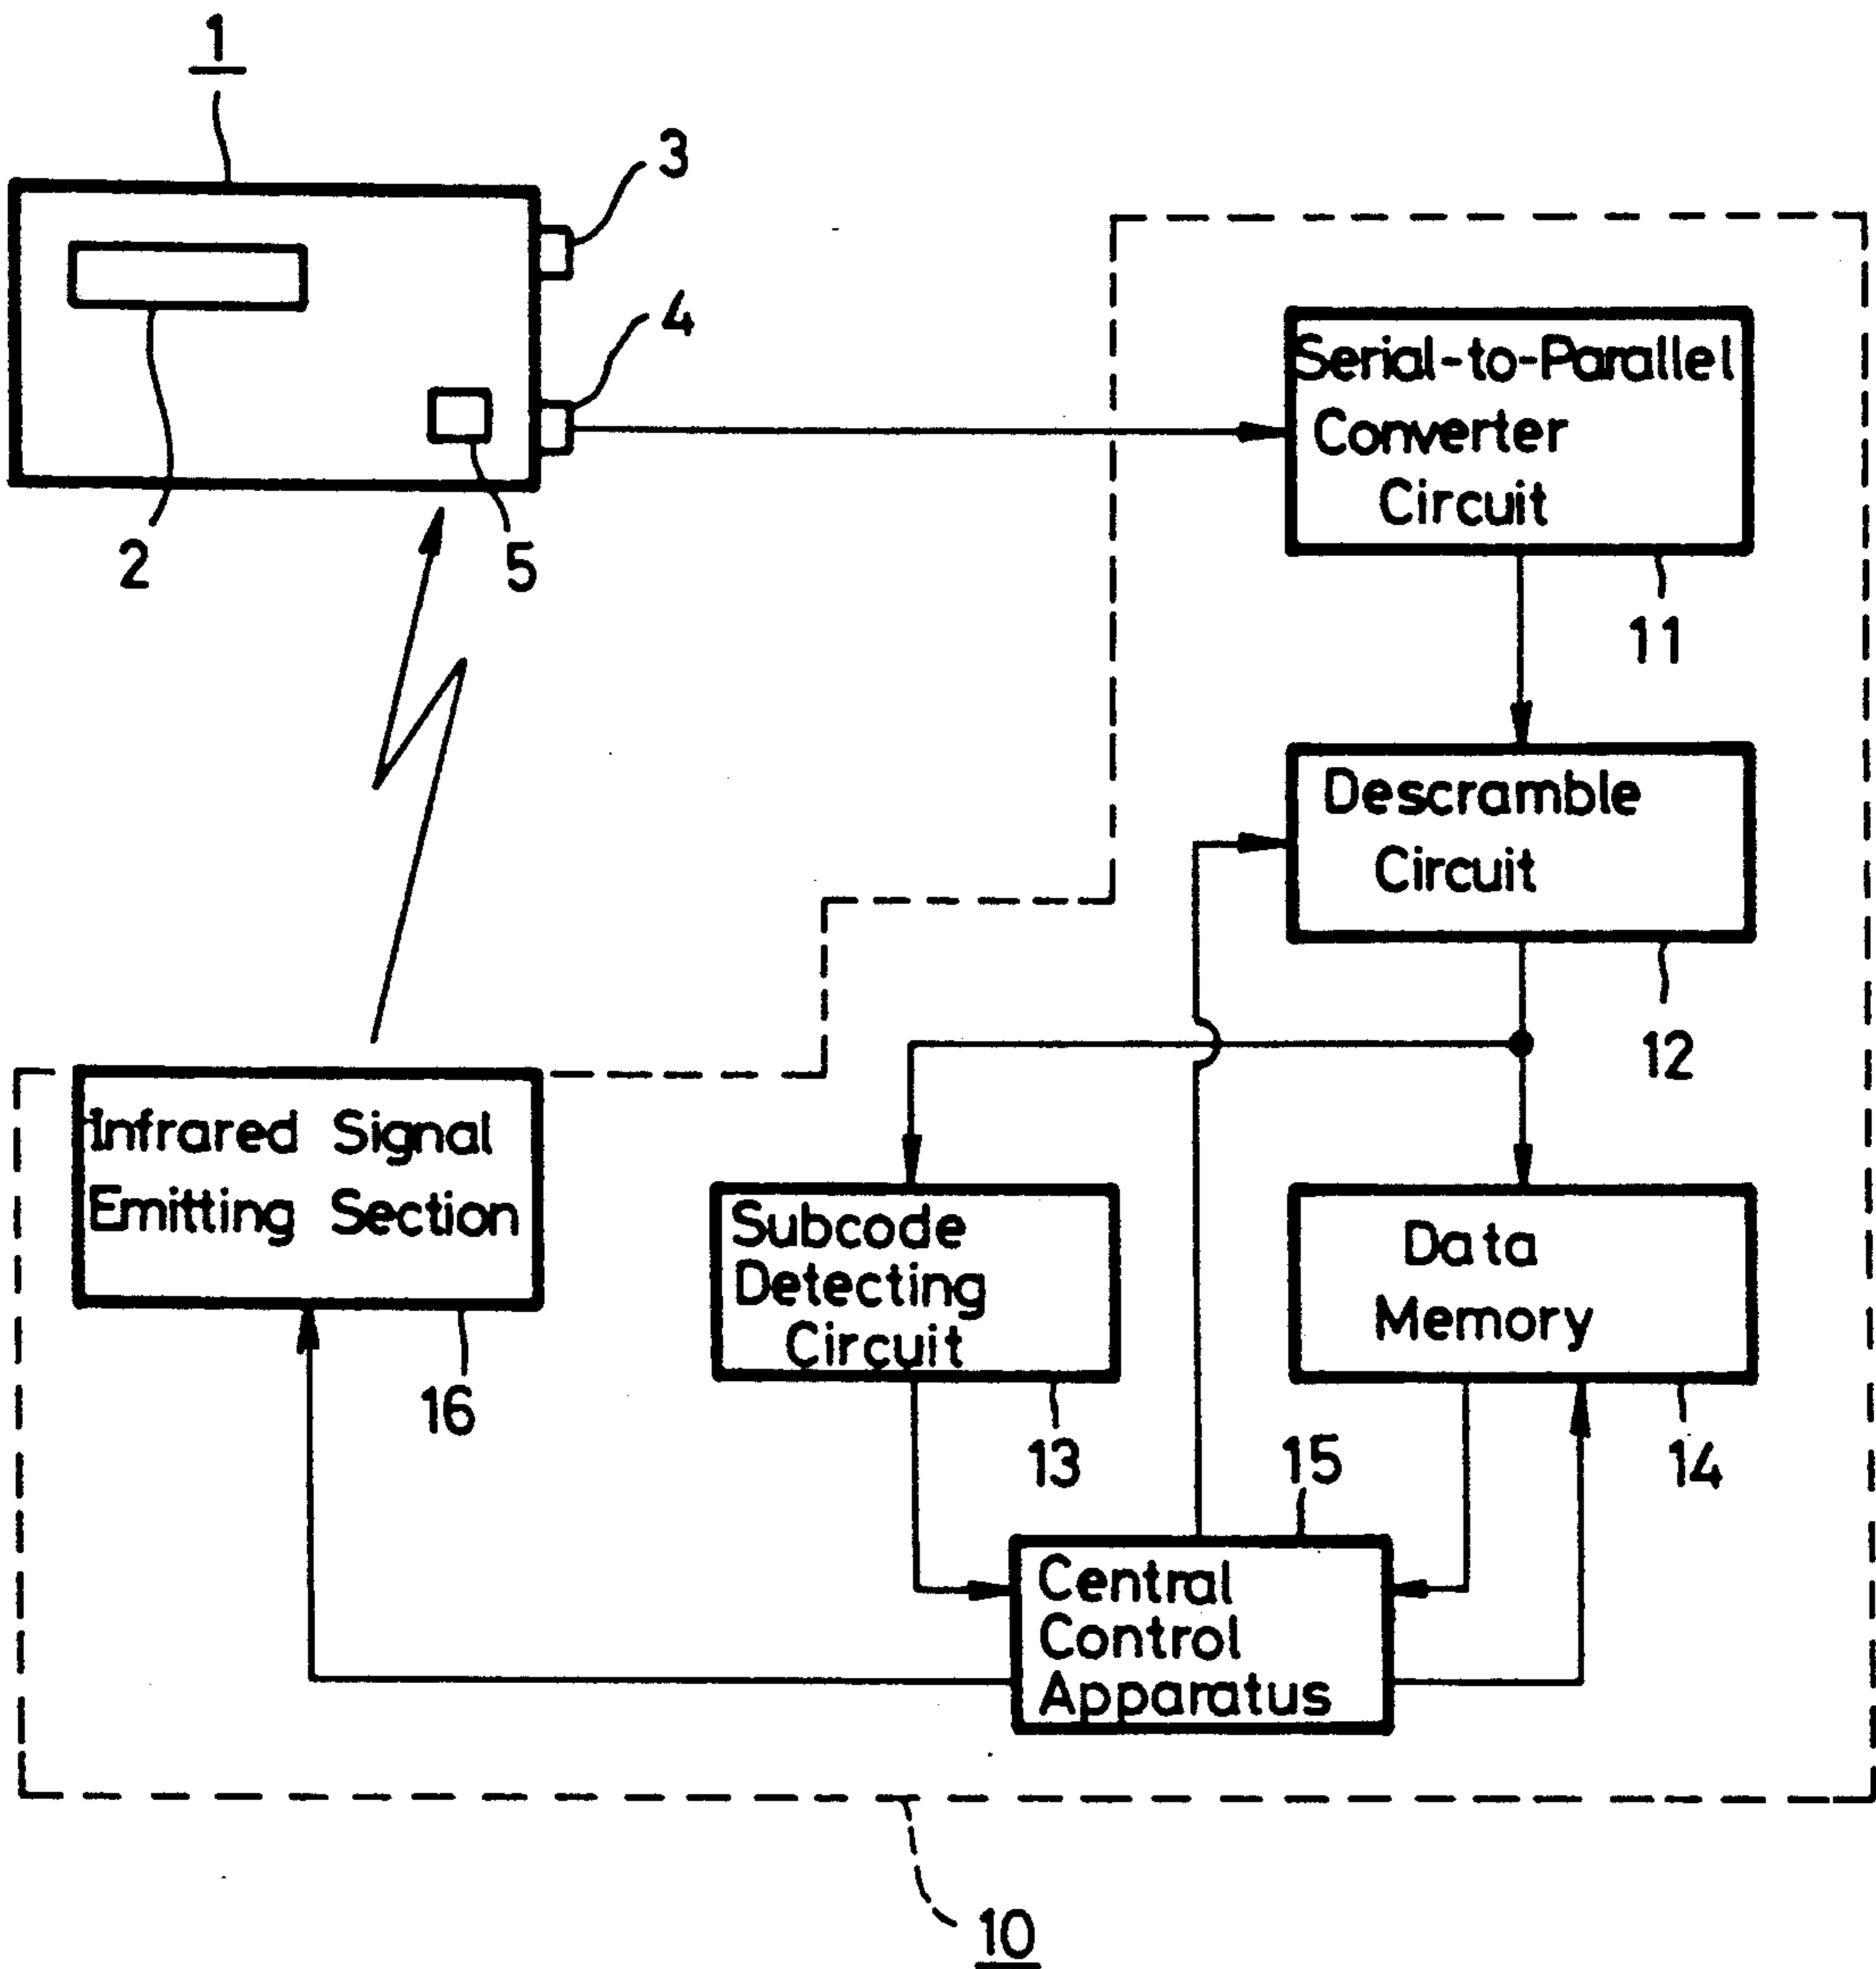 1
3
4
2
5
Serial-to-Parallel
Converter
Circuit
11
Descramble
Circuit
12
Infrared Signal
Emitting Section
16
Subcode
Detecting
Circuit
13
Data
Memory
14
15
Central
Control
Apparatus
10